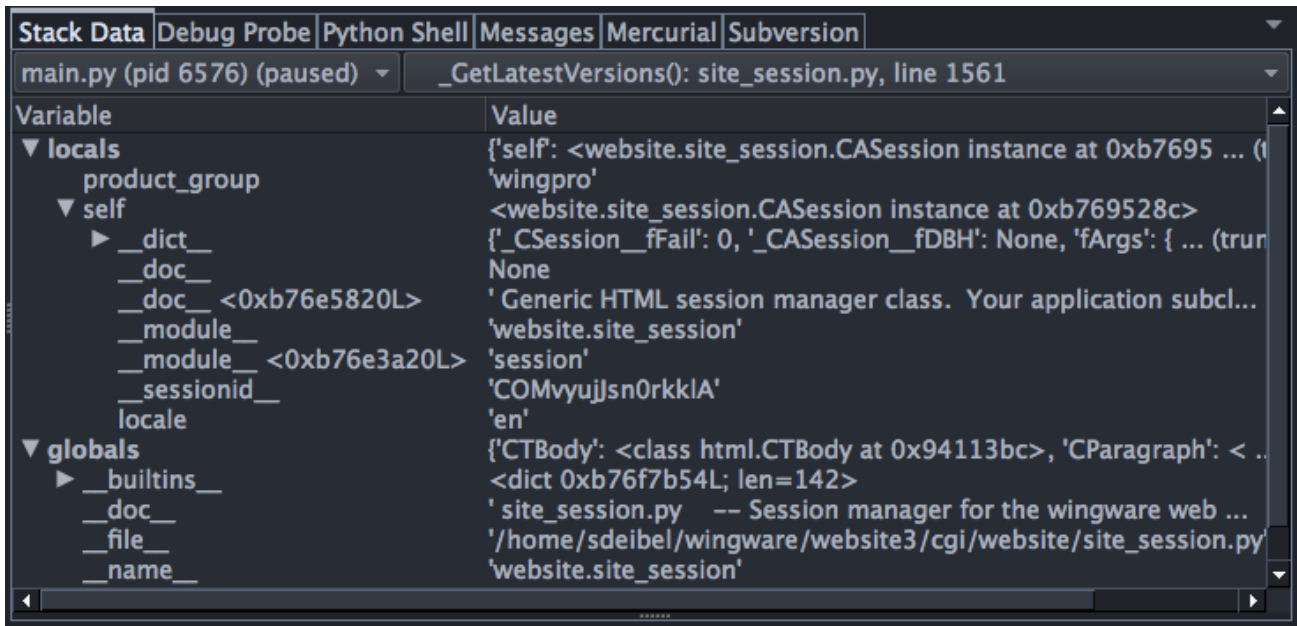 Stack Data Debug Probe Python Shell Messages Mercurial Subversion
main.py (pid 6576) (paused) _GetLatestVersions(): site_session.py, line 1561
Variable Value
locals {'self': <website.site_session.CASession instance at 0xb7695 ... (t
product_group 'wingpro'
self <website.site_session.CASession instance at 0xb769528c>
__dict__ {'_CSession__fFail': 0, '_CASession__fDBH': None, 'fArgs': { ... (trun
__doc__ None
__doc__ <0xb76e5820L> ' Generic HTML session manager class.  Your application subcl...
__module__ 'website.site_session'
__module__ <0xb76e3a20L> 'session'
__sessionid__ 'COMvyujJsn0rkklA'
locale 'en'
globals {'CTBody': <class html.CTBody at 0x94113bc>, 'CParagraph': < ..
__builtins__ <dict 0xb76f7b54L; len=142>
__doc__ ' site_session.py    -- Session manager for the wingware web ...
__file__ '/home/sdeibel/wingware/website3/cgi/website/site_session.py'
__name__ 'website.site_session'